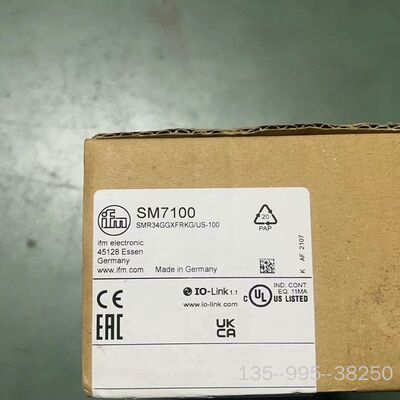 ifm
SM7100
SMR34GGXFRKG/US-100
ifm electronic
45128 Essen
Germany
www.ifm.com
Made in Germany
20
PAP
K AF 2107
IO-Link 1.1
www.io-link.com
CE
EAC
UK
CA
C UL US LISTED
IND. CONT
EQ. 11MA
135--995--38250